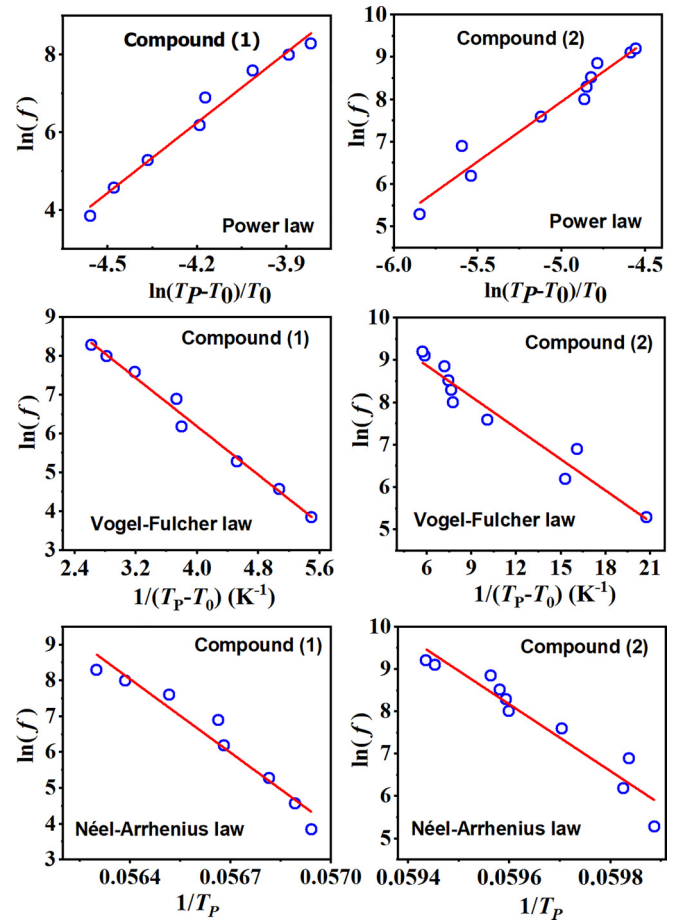 Compound (1)
ln(f)
8
6
4
-4.5 -4.2 -3.9
Power law
ln(TP-T0)/T0
Compound (2)
ln(f)
10
9
8
7
6
5
-6.0 -5.5 -5.0 -4.5
Power law
ln(TP-T0)/T0
Compound (1)
ln(f)
9
8
7
6
5
4
3
Vogel-Fulcher law
2.4 3.2 4.0 4.8 5.6
1/(TP-T0) (K-1)
Compound (2)
ln(f)
10
9
8
7
6
5
Vogel-Fulcher law
6 9 12 15 18 21
1/(TP-T0) (K-1)
Compound (1)
ln(f)
9
8
7
6
5
4
3
Néel-Arrhenius law
0.0564 0.0567 0.0570
1/TP
Compound (2)
ln(f)
10
9
8
7
6
5
Néel-Arrhenius law
0.0594 0.0596 0.0598
1/TP